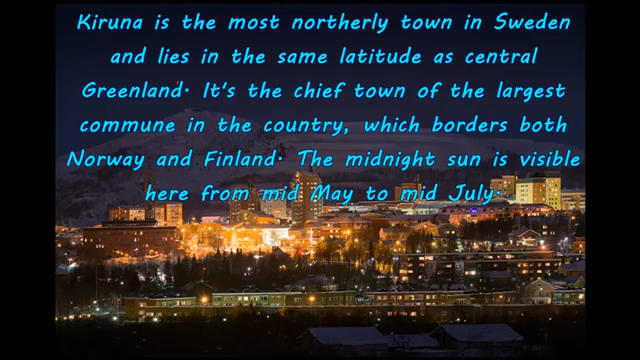 Kiruna is the most northerly town in Sweden
and lies in the same latitude as central
Greenland. It's the chief town of the largest
commune in the country, which borders both
Norway and Finland. The midnight sun is visible
here from mid May to mid July.